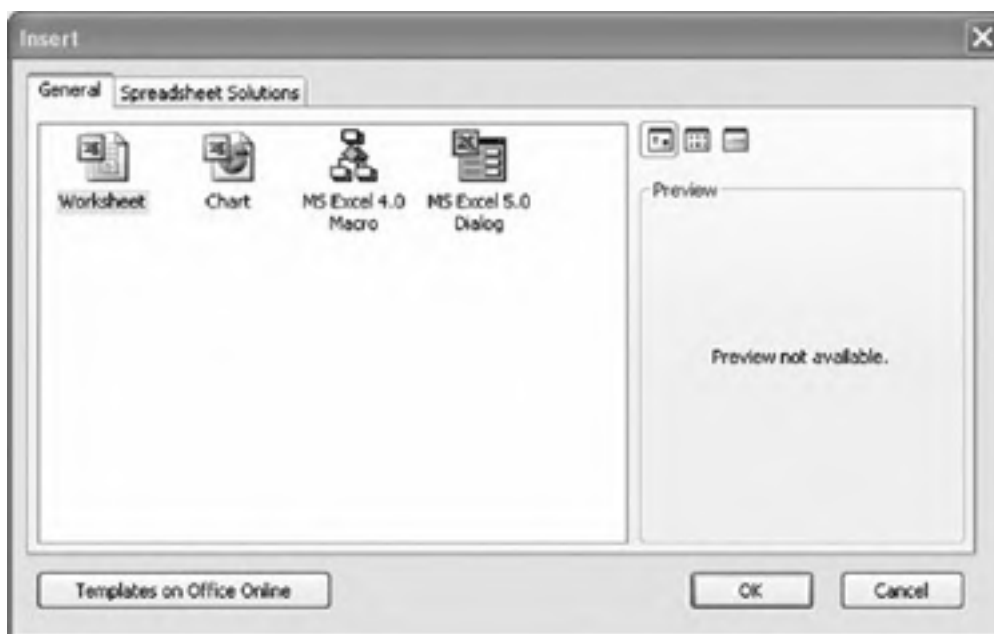 Insert
General Spreadsheet Solutions
Worksheet Chart MS Excel 4.0 Macro MS Excel 5.0 Dialog
Preview
Preview not available.
Templates on Office Online OK Cancel